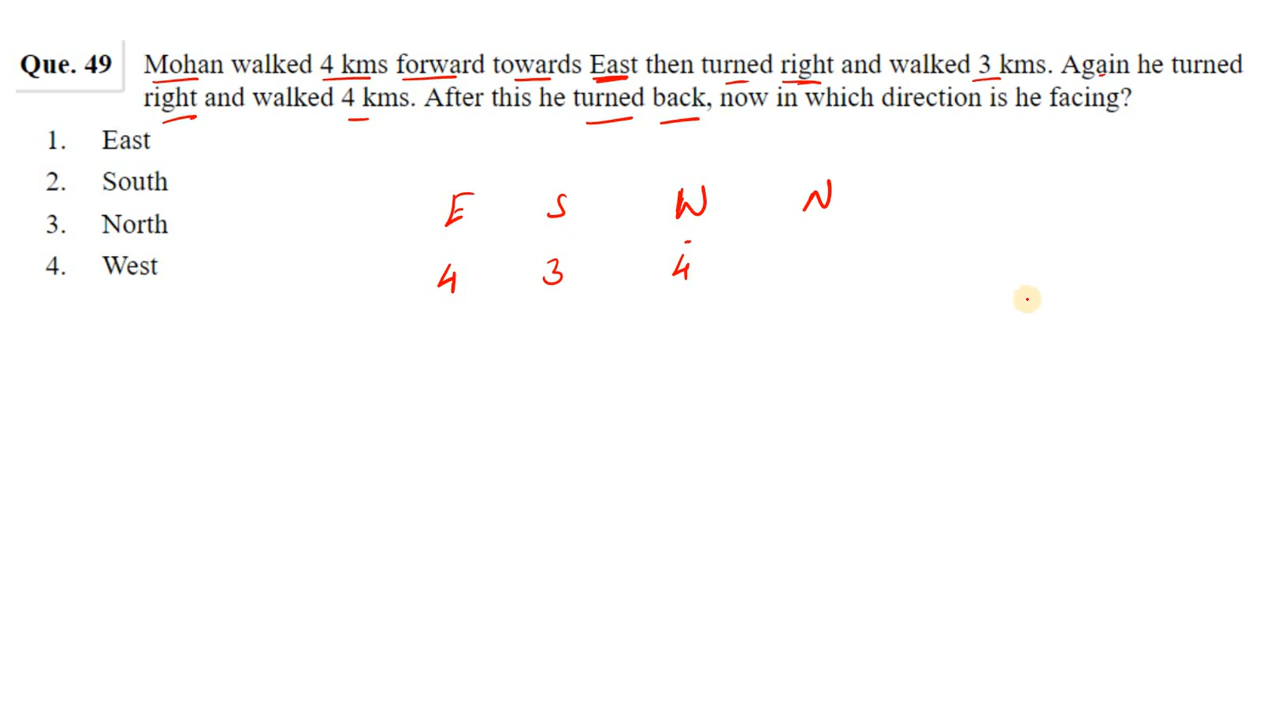 Que. 49 Mohan walked 4 kms forward towards East then turned right and walked 3 kms. Again he turned
right and walked 4 kms. After this he turned back, now in which direction is he facing?
1. East
2. South
3. North
4. West
E S W N
4 3 4